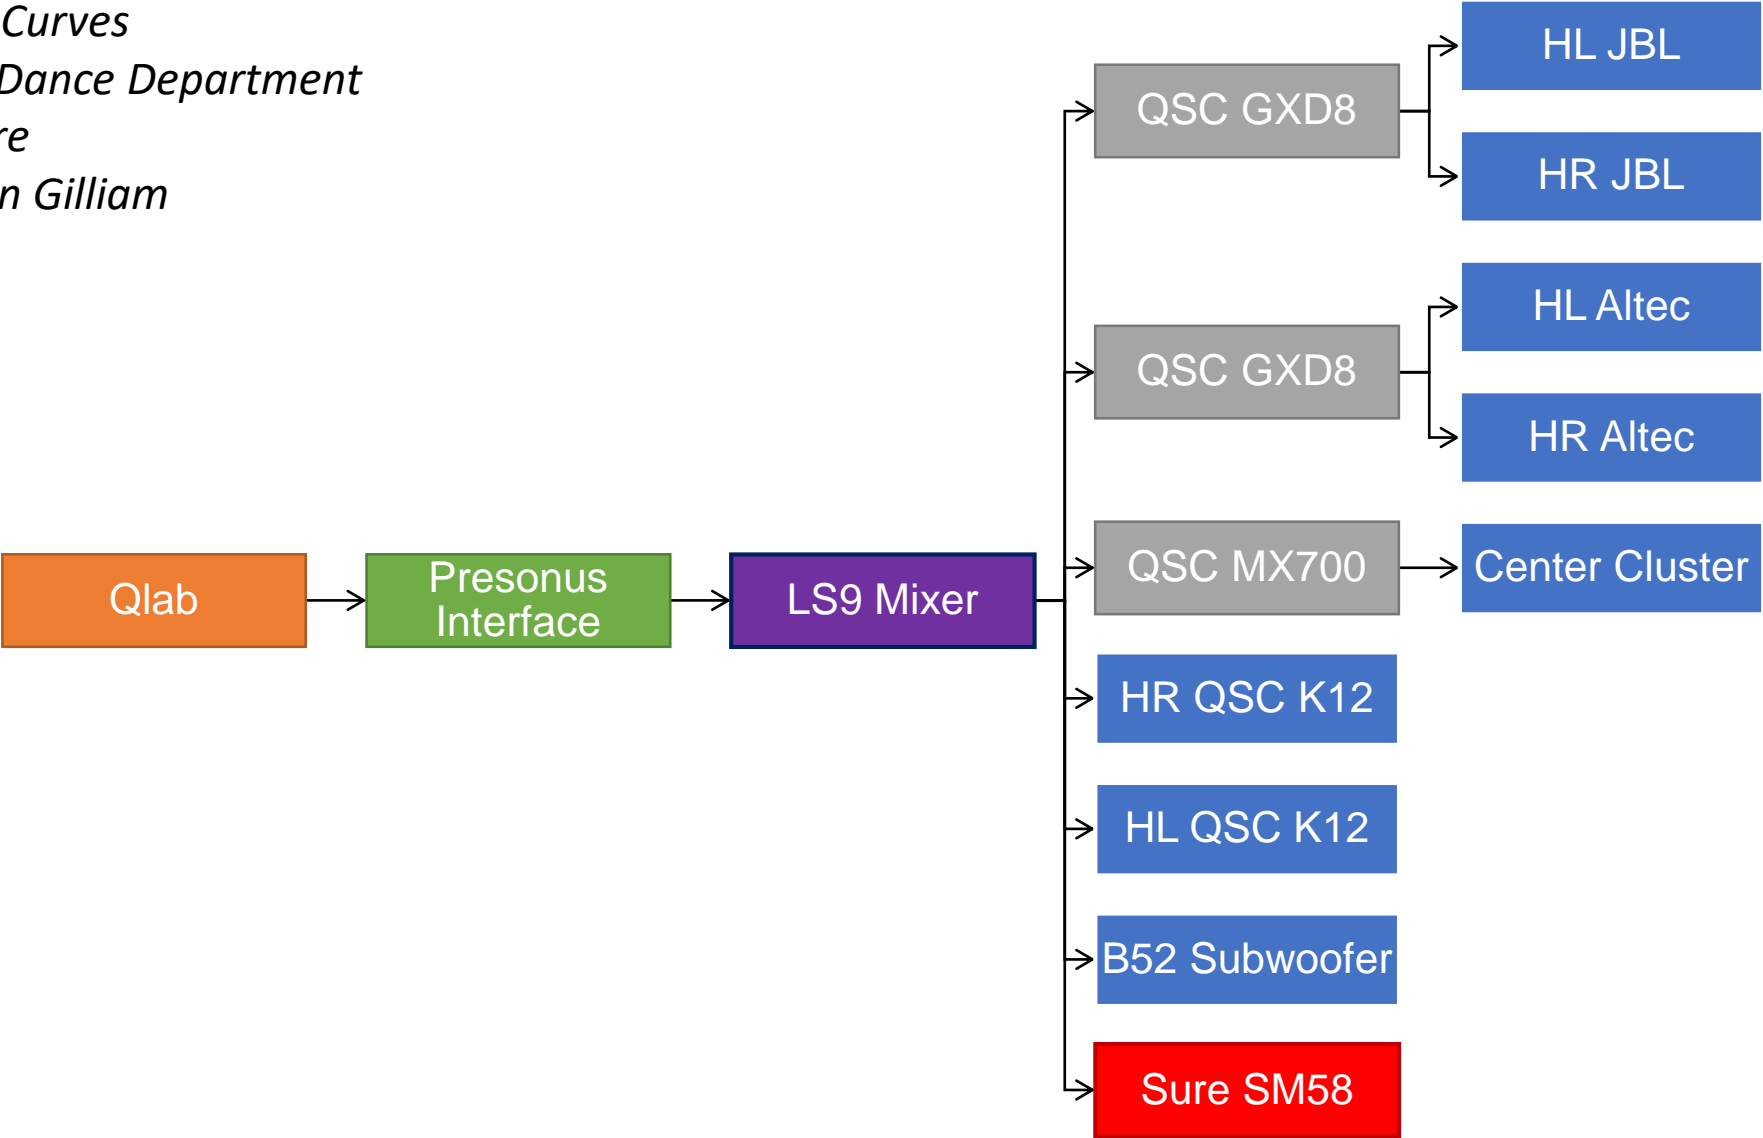 Curves
Dance Department
re
n Gilliam
HL JBL
QSC GXD8
HR JBL
HL Altec
QSC GXD8
HR Altec
Qlab
Presonus
Interface
LS9 Mixer
QSC MX700
Center Cluster
HR QSC K12
HL QSC K12
B52 Subwoofer
Sure SM58